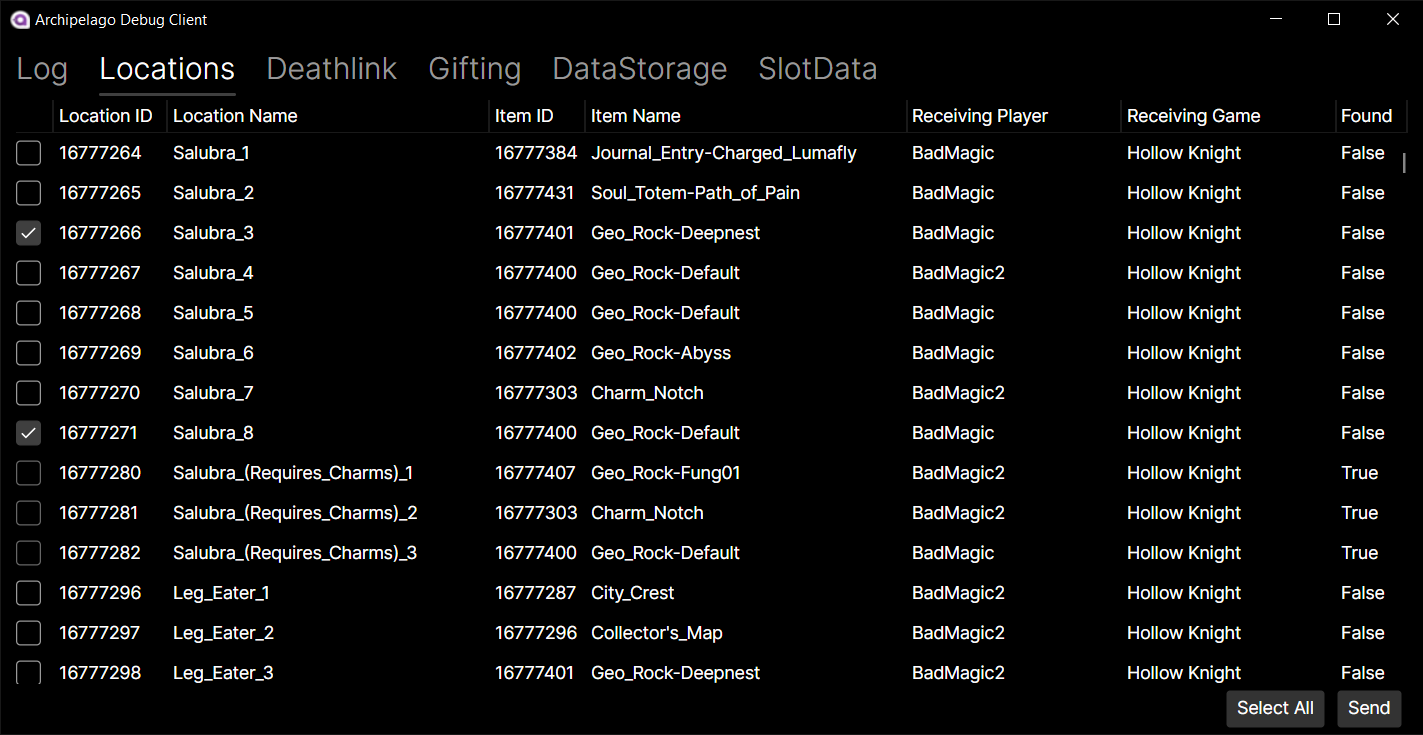 Archipelago Debug Client
Log Locations Deathlink Gifting DataStorage SlotData
Location ID Location Name Item ID Item Name Receiving Player Receiving Game Found
16777264 Salubra_1 16777384 Journal_Entry-Charged_Lumafly BadMagic Hollow Knight False
16777265 Salubra_2 16777431 Soul_Totem-Path_of_Pain BadMagic Hollow Knight False
16777266 Salubra_3 16777401 Geo_Rock-Deepnest BadMagic Hollow Knight False
16777267 Salubra_4 16777400 Geo_Rock-Default BadMagic2 Hollow Knight False
16777268 Salubra_5 16777400 Geo_Rock-Default BadMagic Hollow Knight False
16777269 Salubra_6 16777402 Geo_Rock-Abyss BadMagic Hollow Knight False
16777270 Salubra_7 16777303 Charm_Notch BadMagic2 Hollow Knight False
16777271 Salubra_8 16777400 Geo_Rock-Default BadMagic Hollow Knight False
16777280 Salubra_(Requires_Charms)_1 16777407 Geo_Rock-Fung01 BadMagic2 Hollow Knight True
16777281 Salubra_(Requires_Charms)_2 16777303 Charm_Notch BadMagic2 Hollow Knight True
16777282 Salubra_(Requires_Charms)_3 16777400 Geo_Rock-Default BadMagic Hollow Knight True
16777296 Leg_Eater_1 16777287 City_Crest BadMagic2 Hollow Knight False
16777297 Leg_Eater_2 16777296 Collector's_Map BadMagic2 Hollow Knight False
16777298 Leg_Eater_3 16777401 Geo_Rock-Deepnest BadMagic2 Hollow Knight False
Select All Send